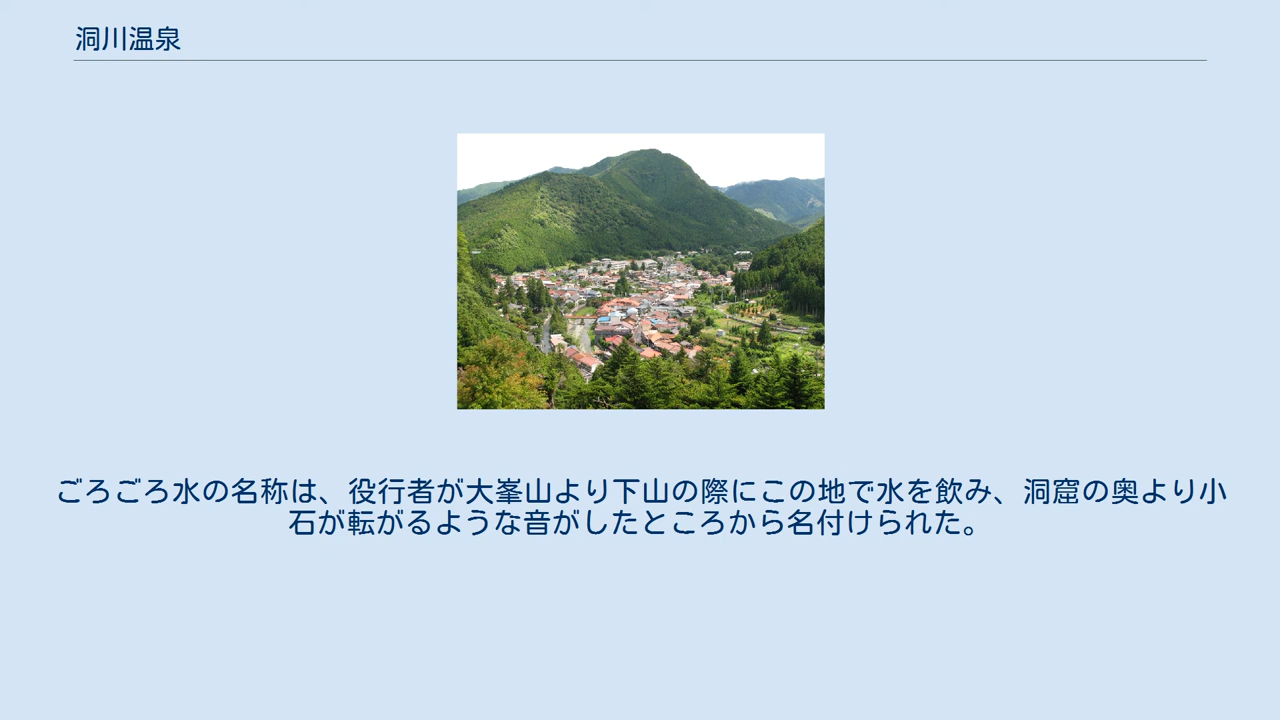 洞川温泉
ごろごろ水の名称は、役行者が大峯山より下山の際にこの地で水を飲み、洞窟の奥より小
石が転がるような音がしたところから名付けられた。